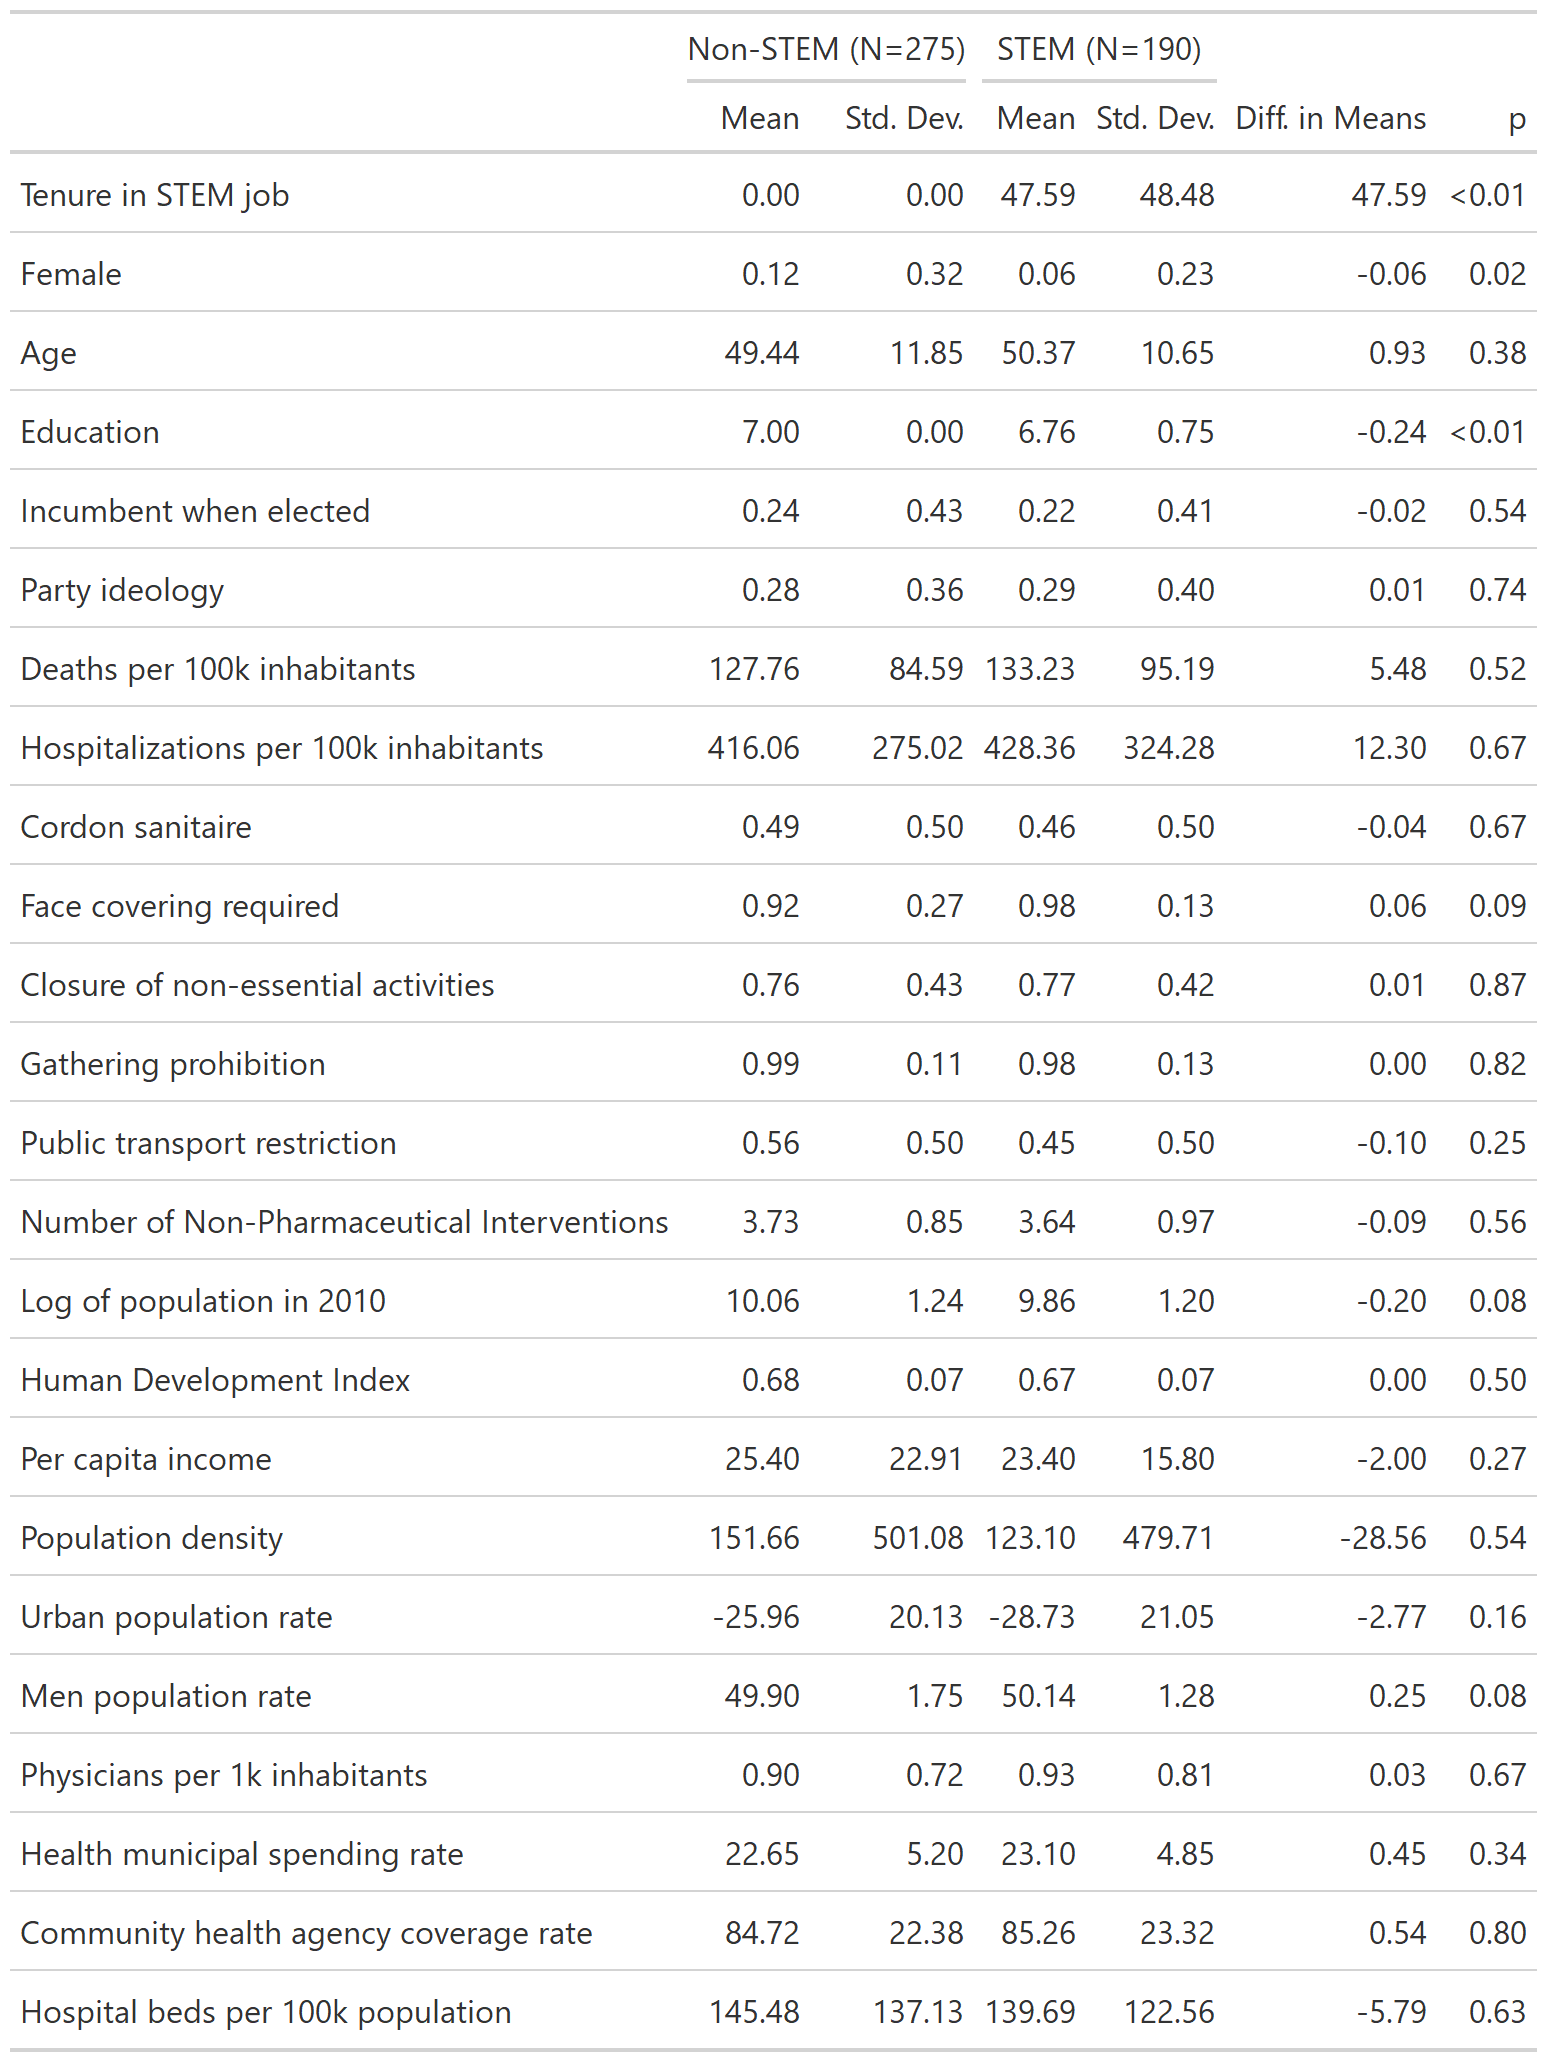 Non-STEM (N=275) STEM (N=190)
Mean Std. Dev. Mean Std. Dev. Diff. in Means p
Tenure in STEM job 0.00 0.00 47.59 48.48 47.59 <0.01
Female 0.12 0.32 0.06 0.23 -0.06 0.02
Age 49.44 11.85 50.37 10.65 0.93 0.38
Education 7.00 0.00 6.76 0.75 -0.24 <0.01
Incumbent when elected 0.24 0.43 0.22 0.41 -0.02 0.54
Party ideology 0.28 0.36 0.29 0.40 0.01 0.74
Deaths per 100k inhabitants 127.76 84.59 133.23 95.19 5.48 0.52
Hospitalizations per 100k inhabitants 416.06 275.02 428.36 324.28 12.30 0.67
Cordon sanitaire 0.49 0.50 0.46 0.50 -0.04 0.67
Face covering required 0.92 0.27 0.98 0.13 0.06 0.09
Closure of non-essential activities 0.76 0.43 0.77 0.42 0.01 0.87
Gathering prohibition 0.99 0.11 0.98 0.13 0.00 0.82
Public transport restriction 0.56 0.50 0.45 0.50 -0.10 0.25
Number of Non-Pharmaceutical Interventions 3.73 0.85 3.64 0.97 -0.09 0.56
Log of population in 2010 10.06 1.24 9.86 1.20 -0.20 0.08
Human Development Index 0.68 0.07 0.67 0.07 0.00 0.50
Per capita income 25.40 22.91 23.40 15.80 -2.00 0.27
Population density 151.66 501.08 123.10 479.71 -28.56 0.54
Urban population rate -25.96 20.13 -28.73 21.05 -2.77 0.16
Men population rate 49.90 1.75 50.14 1.28 0.25 0.08
Physicians per 1k inhabitants 0.90 0.72 0.93 0.81 0.03 0.67
Health municipal spending rate 22.65 5.20 23.10 4.85 0.45 0.34
Community health agency coverage rate 84.72 22.38 85.26 23.32 0.54 0.80
Hospital beds per 100k population 145.48 137.13 139.69 122.56 -5.79 0.63